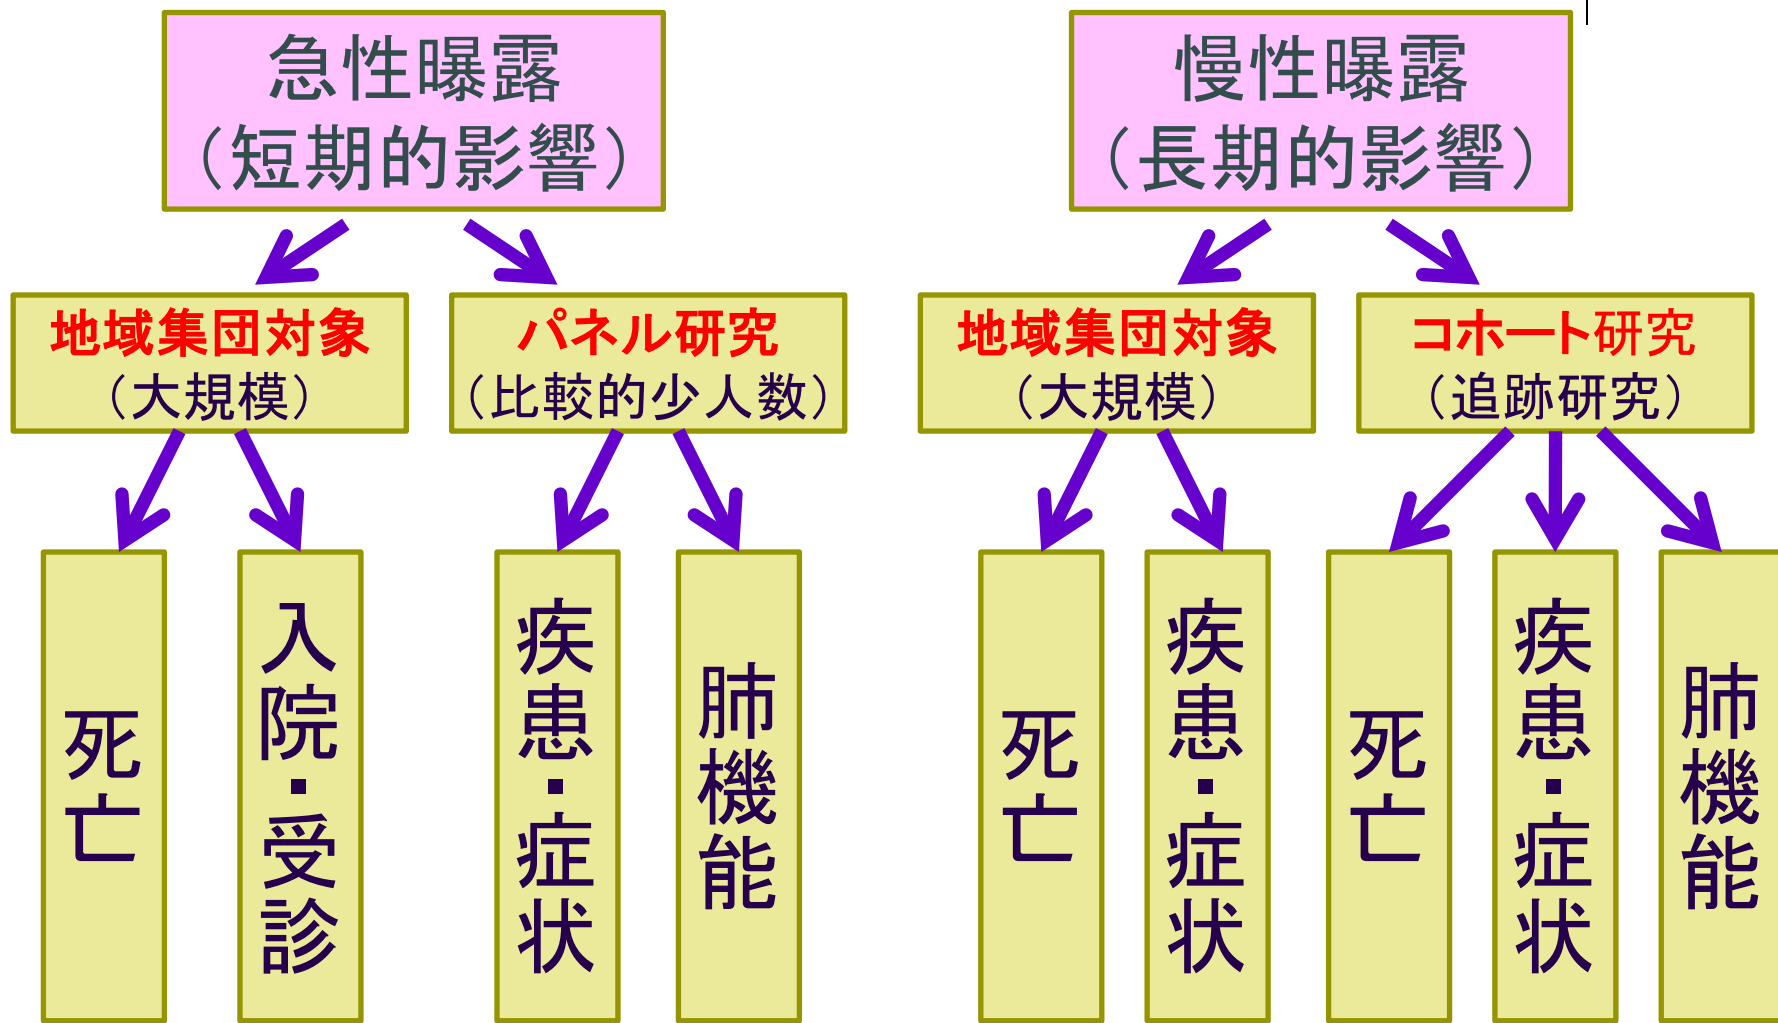 急性曝露
（短期的影響）
慢性曝露
（長期的影響）
地域集団対象
（大規模）
パネル研究
（比較的少人数）
地域集団対象
（大規模）
コホート研究
（追跡研究）
死亡
入院・受診
疾患・症状
肺機能
死亡
疾患・症状
死亡
疾患・症状
肺機能